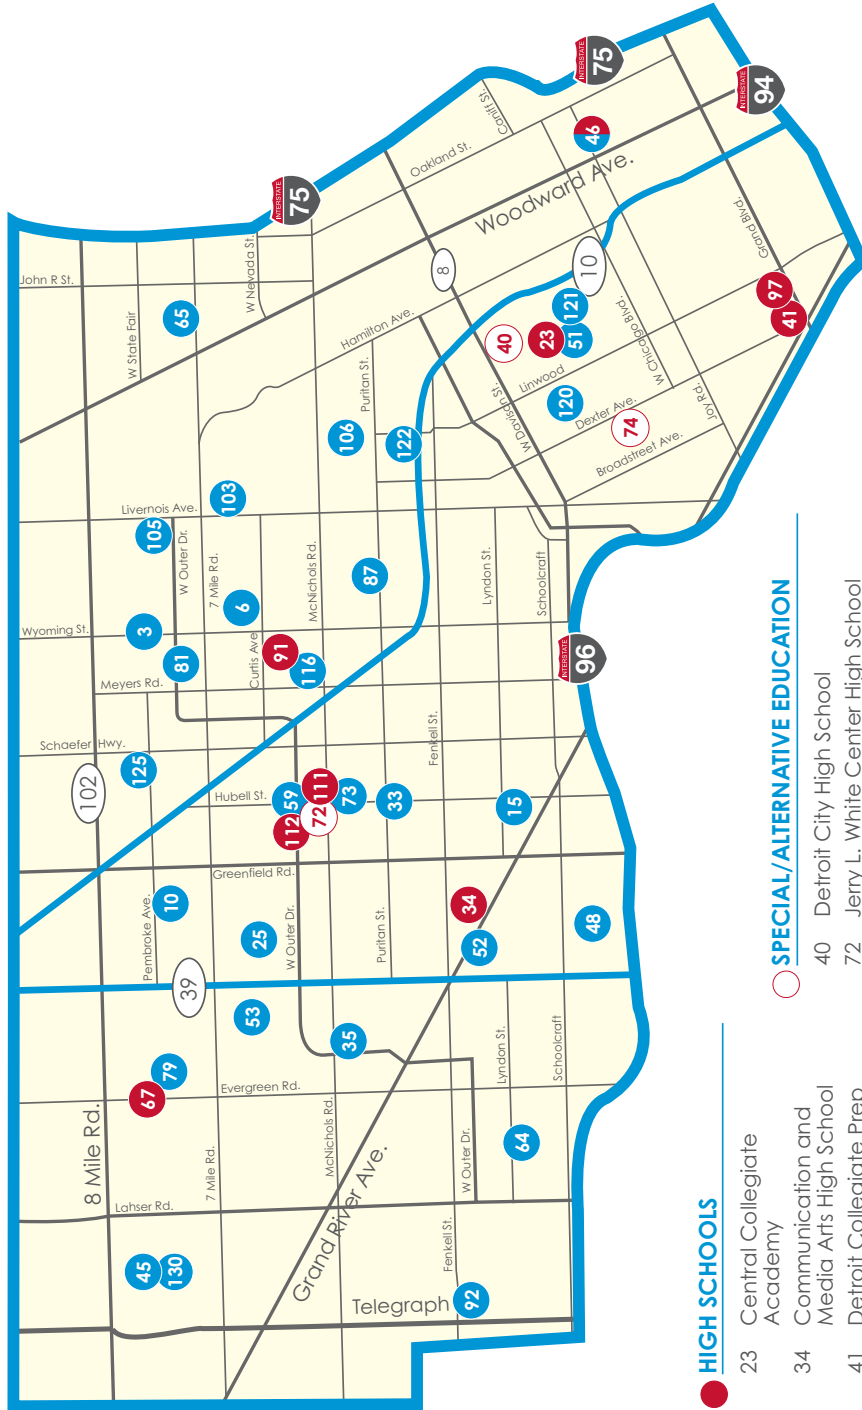 8 Mile Rd.
102
Telegraph
Grand River Ave.
Lahser Rd.
Evergreen Rd.
39
Greenfield Rd.
Hubell St.
Schaefer Hwy.
Meyers Rd.
Wyoming St.
Livernois Ave.
John R St.
W State Fair
W Nevada St.
Pembroke Ave.
W Outer Dr.
7 Mile Rd.
7 Mile Rd.
Curtis Ave
McNichols Rd.
McNichols Rd.
W Outer Dr.
Puritan St.
Puritan St.
Fenkell St.
Fenkell St.
W Outer Dr.
Lyndon St.
Lyndon St.
Schoolcraft
Schoolcraft
Hamilton Ave.
Woodward Ave.
Oakland St.
Caniff St.
8
10
W Davison St.
Linwood
Dexter Ave.
Broadstreet Ave.
W Chicago Blvd.
Joy Rd.
Grand Blvd.
INTERSTATE
75
INTERSTATE
75
INTERSTATE
94
INTERSTATE
96
45
130
92
67
79
64
53
35
10
25
34
52
48
125
59
112
72
111
73
33
15
3
81
6
91
116
87
105
103
106
122
65
40
23
51
121
120
74
46
97
41
HIGH SCHOOLS
23 Central Collegiate
Academy
34 Communication and
Media Arts High School
41 Detroit Collegiate Prep
SPECIAL/ALTERNATIVE EDUCATION
40 Detroit City High School
72 Jerry L. White Center High School